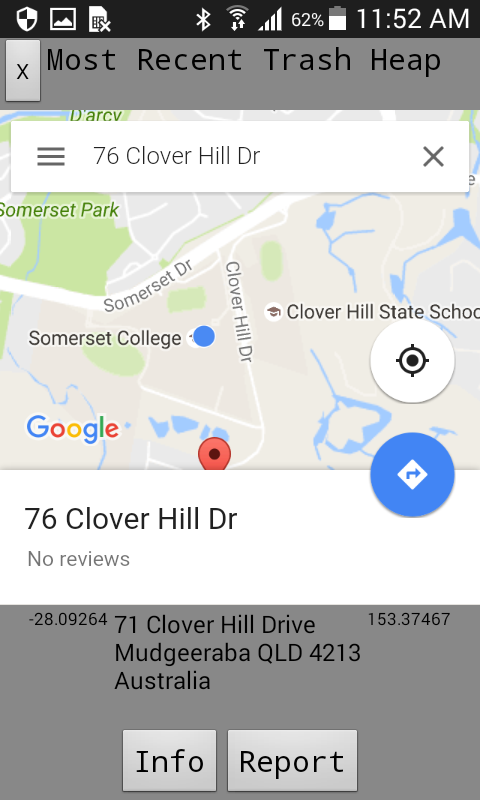 62% 11:52 AM
X Most Recent Trash Heap
D'arcy
76 Clover Hill Dr
e
Somerset Park
Somerset Dr
Clover Hill Dr
Clover Hill State Schoo
Somerset College
Google
76 Clover Hill Dr
No reviews
-28.09264 71 Clover Hill Drive 153.37467
Mudgeeraba QLD 4213
Australia
Info Report